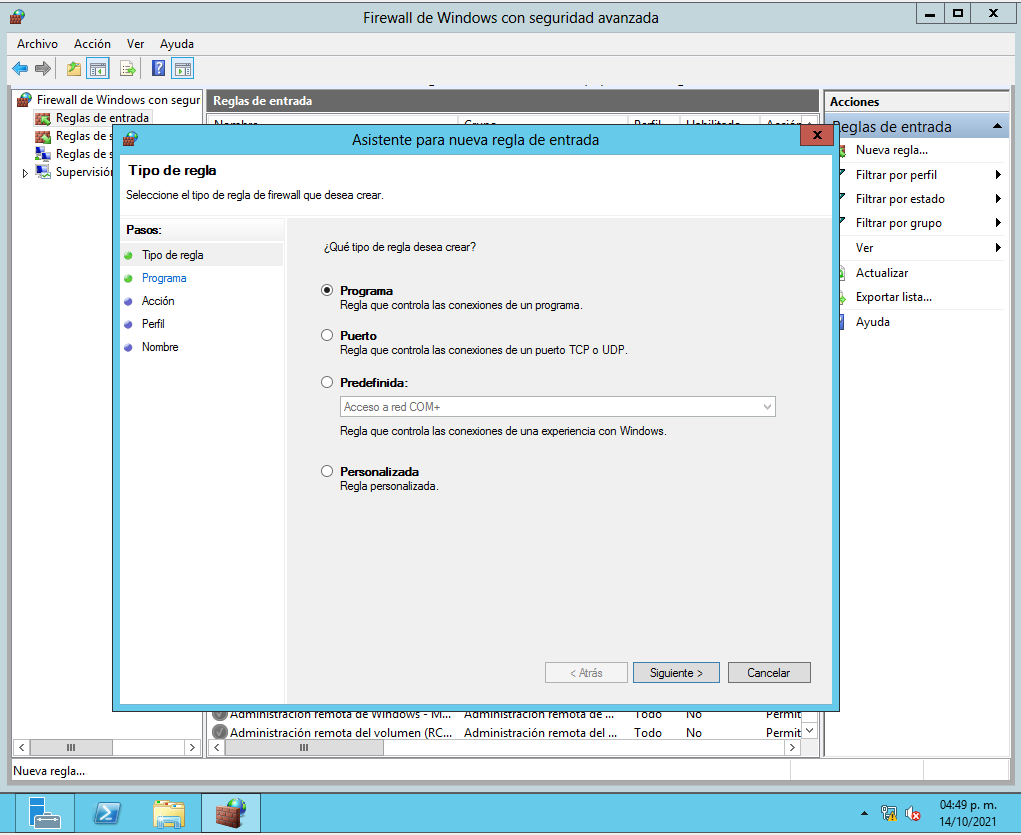 Firewall de Windows con seguridad avanzada
Archivo Acción Ver Ayuda
Firewall de Windows con segur
Reglas de entrada
Reglas de s
Reglas de s
Supervisión
Reglas de entrada
Nombre Grupo Perfil Habilitado Acción
Acciones
Reglas de entrada
Nueva regla...
Filtrar por perfil
Filtrar por estado
Filtrar por grupo
Ver
Actualizar
Exportar lista...
Ayuda
Asistente para nueva regla de entrada
Tipo de regla
Seleccione el tipo de regla de firewall que desea crear.
Pasos:
Tipo de regla
Programa
Acción
Perfil
Nombre
¿Qué tipo de regla desea crear?
Programa
Regla que controla las conexiones de un programa.
Puerto
Regla que controla las conexiones de un puerto TCP o UDP.
Predefinida:
Acceso a red COM+
Regla que controla las conexiones de una experiencia con Windows.
Personalizada
Regla personalizada.
< Atrás Siguiente > Cancelar
Administración remota de Windows - M... Administración remota de ... Todo No Permit
Administración remota del volumen (RC... Administración remota del ... Todo No Permit
Nueva regla...
04:49 p. m.
14/10/2021